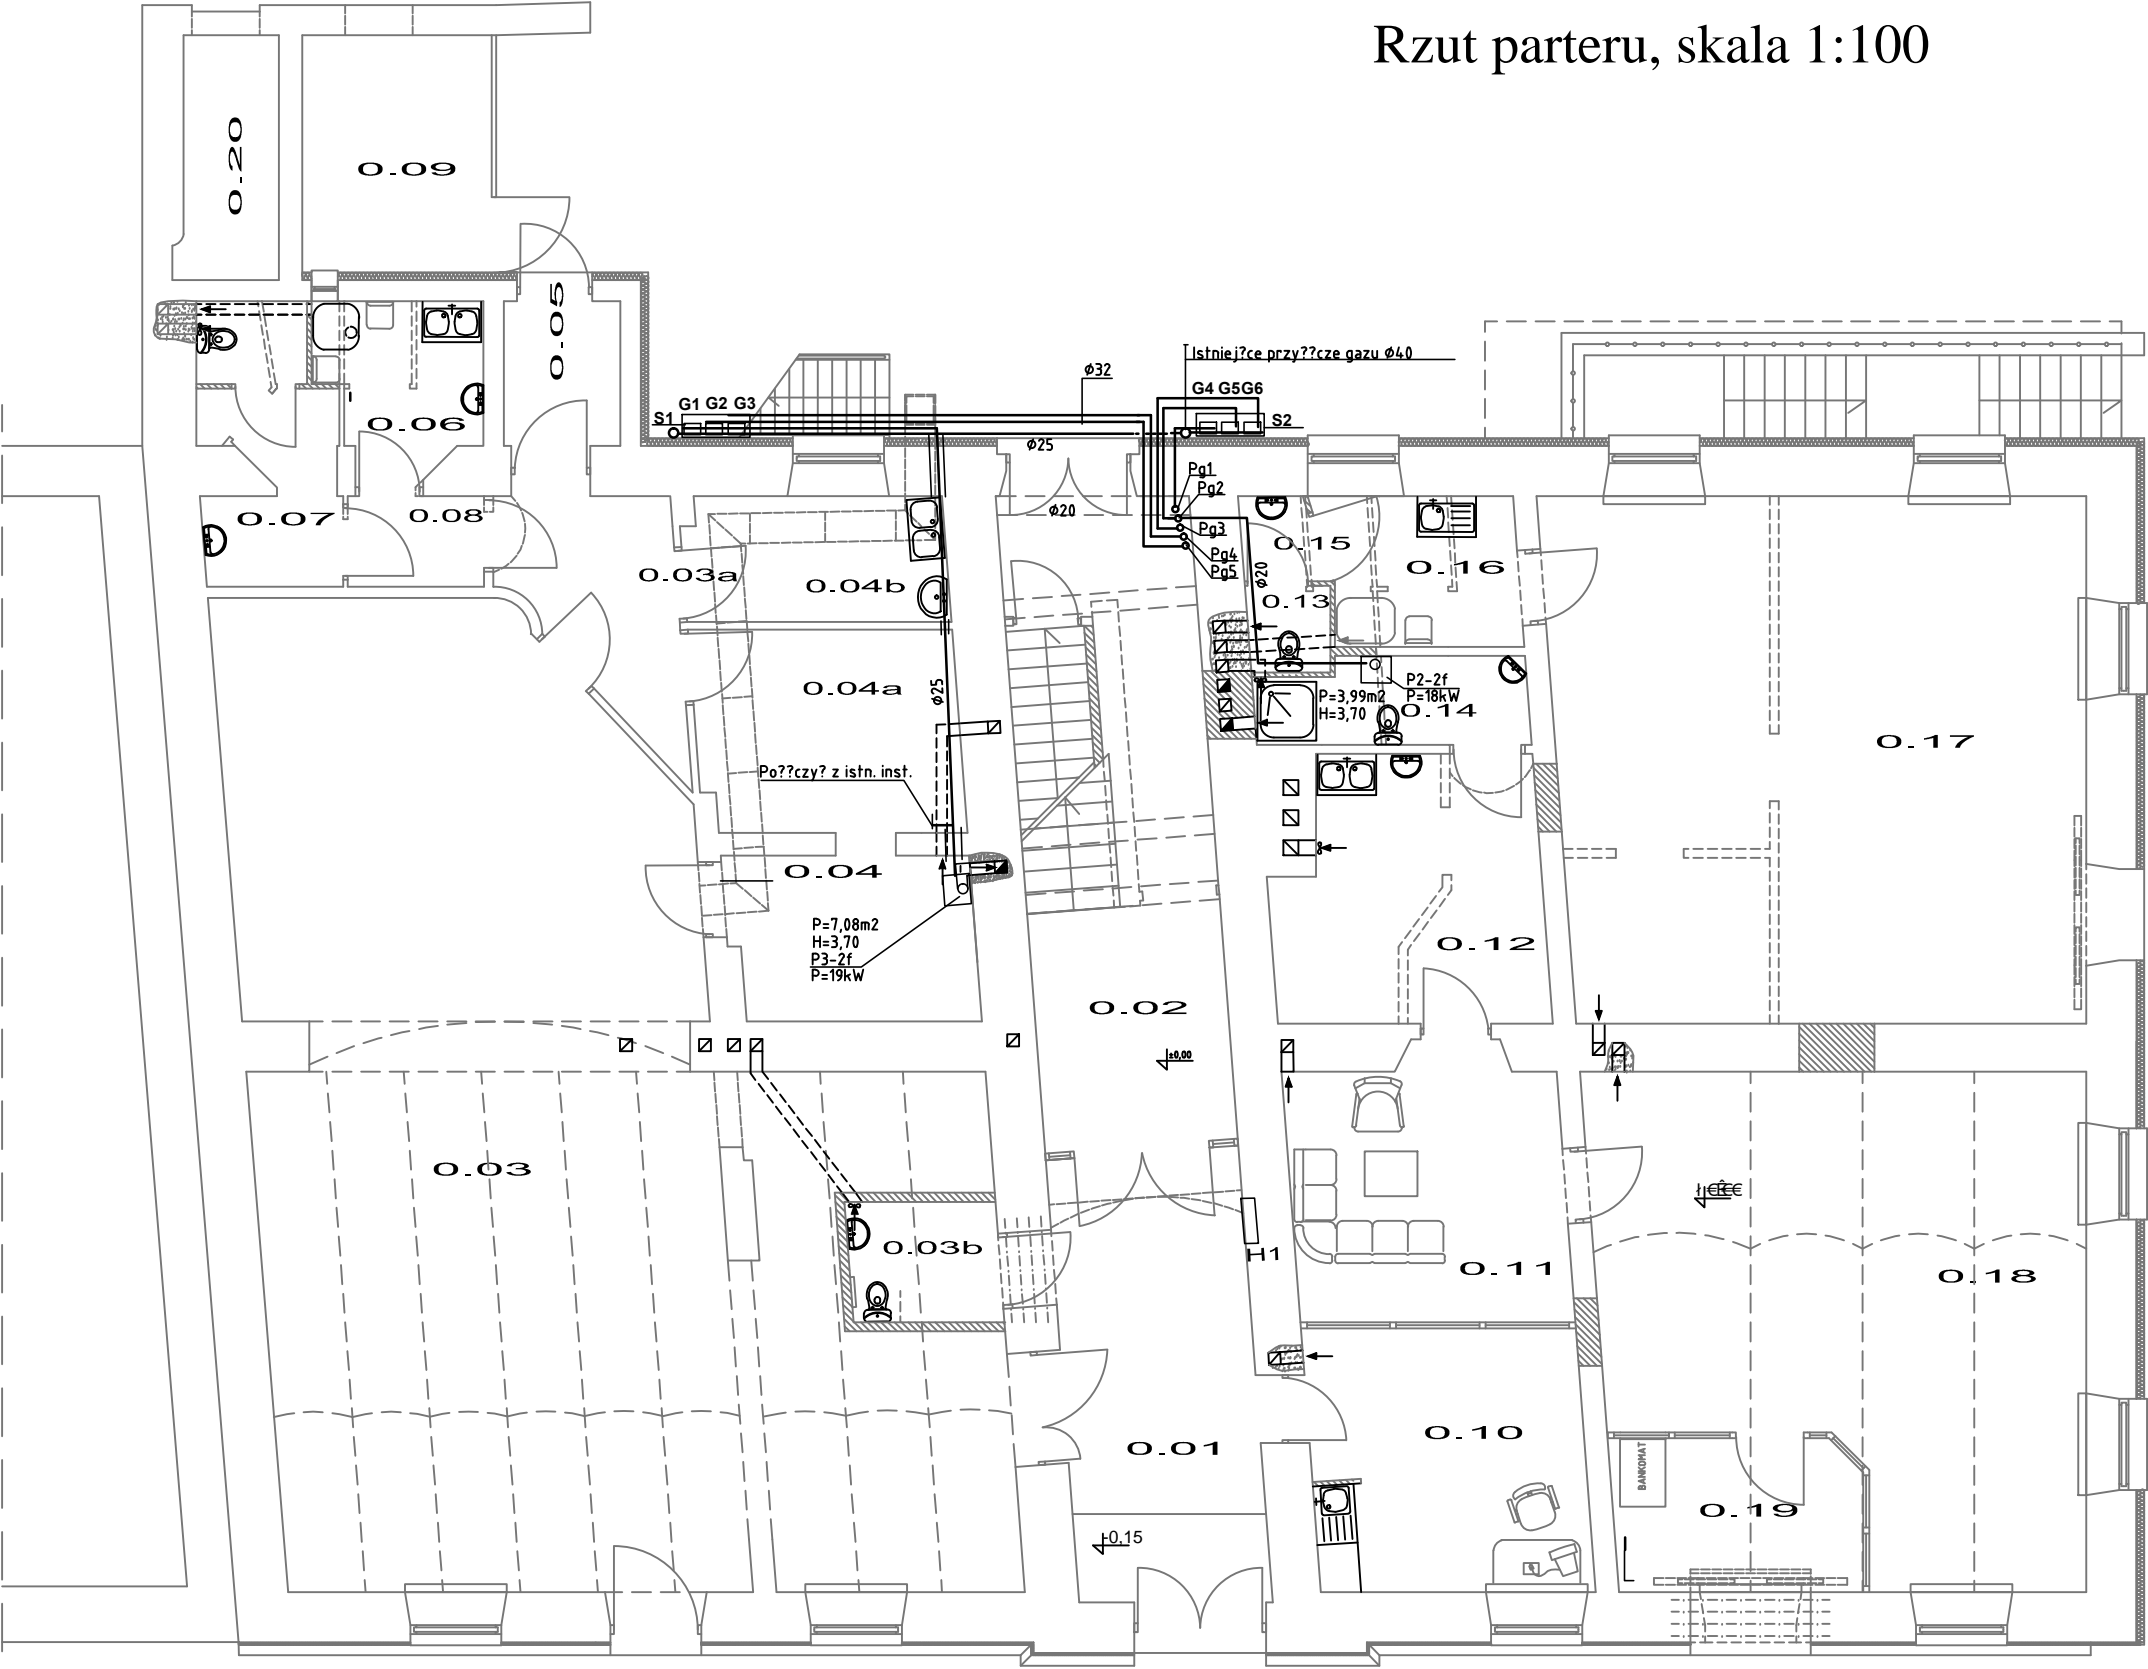 Rzut parteru, skala 1:100
0.20
0.09
0.05
Istniej?ce przy??cze gazu ø40
ø32
G1 G2 G3
G4 G5G6
S1
S2
0.06
ø25
Pg1
Pg2
0.07
0.08
ø20
Pg3
0.15
Pg4
Pg5
0.03a
0.04b
ø20
0.16
0.13
0.04a
ø25
P=3,99m2
H=3,70
P2-2f
P=18kW
0.14
0.17
Po??czy? z istn. inst.
0.04
P=7,08m2
H=3,70
P3-2f
P=19kW
0.12
0.02
±0,00
0.03
0.03b
H1
0.11
0.18
0.01
0.10
BANKOMAT
0.19
-0,15